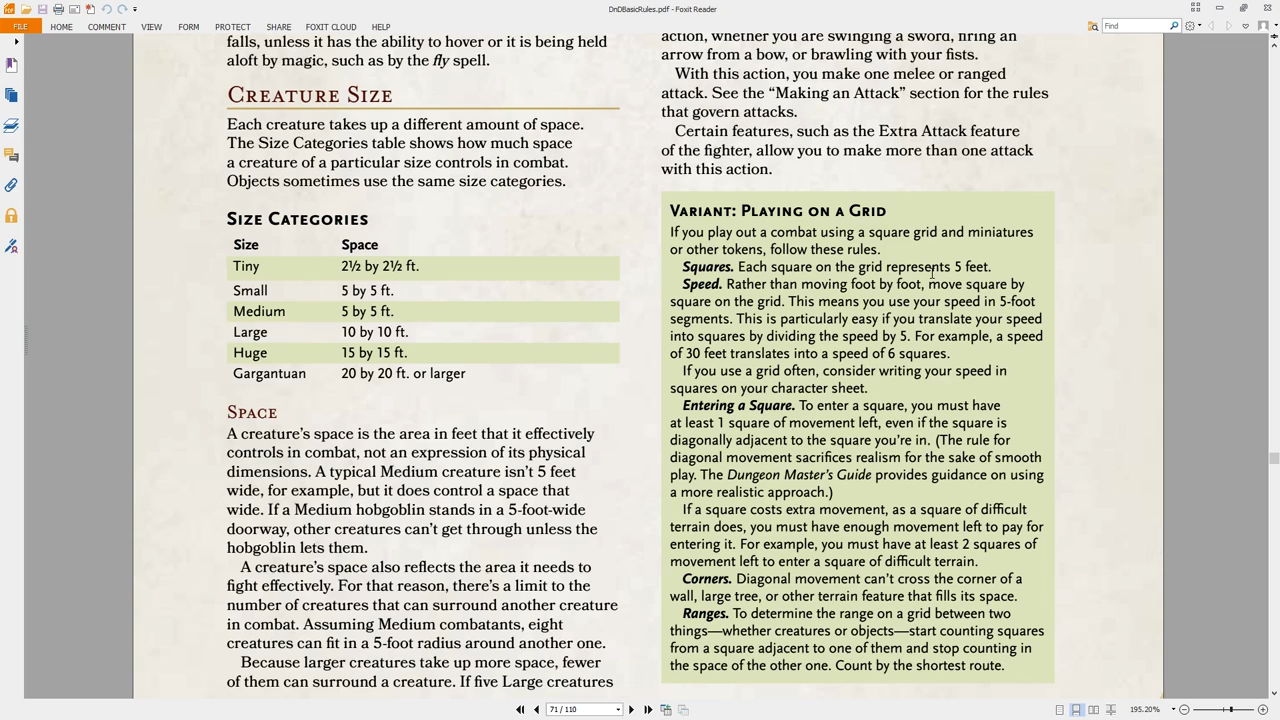 DnDBasicRules.pdf - Foxit Reader
FILE HOME COMMENT VIEW FORM PROTECT SHARE FOXIT CLOUD HELP
Find
falls, unless it has the ability to hover or it is being held
aloft by magic, such as by the fly spell.
Creature Size
Each creature takes up a different amount of space.
The Size Categories table shows how much space
a creature of a particular size controls in combat.
Objects sometimes use the same size categories.
Size Categories
Size Space
Tiny 2½ by 2½ ft.
Small 5 by 5 ft.
Medium 5 by 5 ft.
Large 10 by 10 ft.
Huge 15 by 15 ft.
Gargantuan 20 by 20 ft. or larger
Space
A creature's space is the area in feet that it effectively
controls in combat, not an expression of its physical
dimensions. A typical Medium creature isn't 5 feet
wide, for example, but it does control a space that
wide. If a Medium hobgoblin stands in a 5-foot-wide
doorway, other creatures can't get through unless the
hobgoblin lets them.
A creature's space also reflects the area it needs to
fight effectively. For that reason, there's a limit to the
number of creatures that can surround another creature
in combat. Assuming Medium combatants, eight
creatures can fit in a 5-foot radius around another one.
Because larger creatures take up more space, fewer
of them can surround a creature. If five Large creatures
action, whether you are swinging a sword, firing an
arrow from a bow, or brawling with your fists.
With this action, you make one melee or ranged
attack. See the “Making an Attack” section for the rules
that govern attacks.
Certain features, such as the Extra Attack feature
of the fighter, allow you to make more than one attack
with this action.
Variant: Playing on a Grid
If you play out a combat using a square grid and miniatures
or other tokens, follow these rules.
Squares. Each square on the grid represents 5 feet.
Speed. Rather than moving foot by foot, move square by
square on the grid. This means you use your speed in 5-foot
segments. This is particularly easy if you translate your speed
into squares by dividing the speed by 5. For example, a speed
of 30 feet translates into a speed of 6 squares.
If you use a grid often, consider writing your speed in
squares on your character sheet.
Entering a Square. To enter a square, you must have
at least 1 square of movement left, even if the square is
diagonally adjacent to the square you're in. (The rule for
diagonal movement sacrifices realism for the sake of smooth
play. The Dungeon Master's Guide provides guidance on using
a more realistic approach.)
If a square costs extra movement, as a square of difficult
terrain does, you must have enough movement left to pay for
entering it. For example, you must have at least 2 squares of
movement left to enter a square of difficult terrain.
Corners. Diagonal movement can't cross the corner of a
wall, large tree, or other terrain feature that fills its space.
Ranges. To determine the range on a grid between two
things—whether creatures or objects—start counting squares
from a square adjacent to one of them and stop counting in
the space of the other one. Count by the shortest route.
71 / 110
195.20%